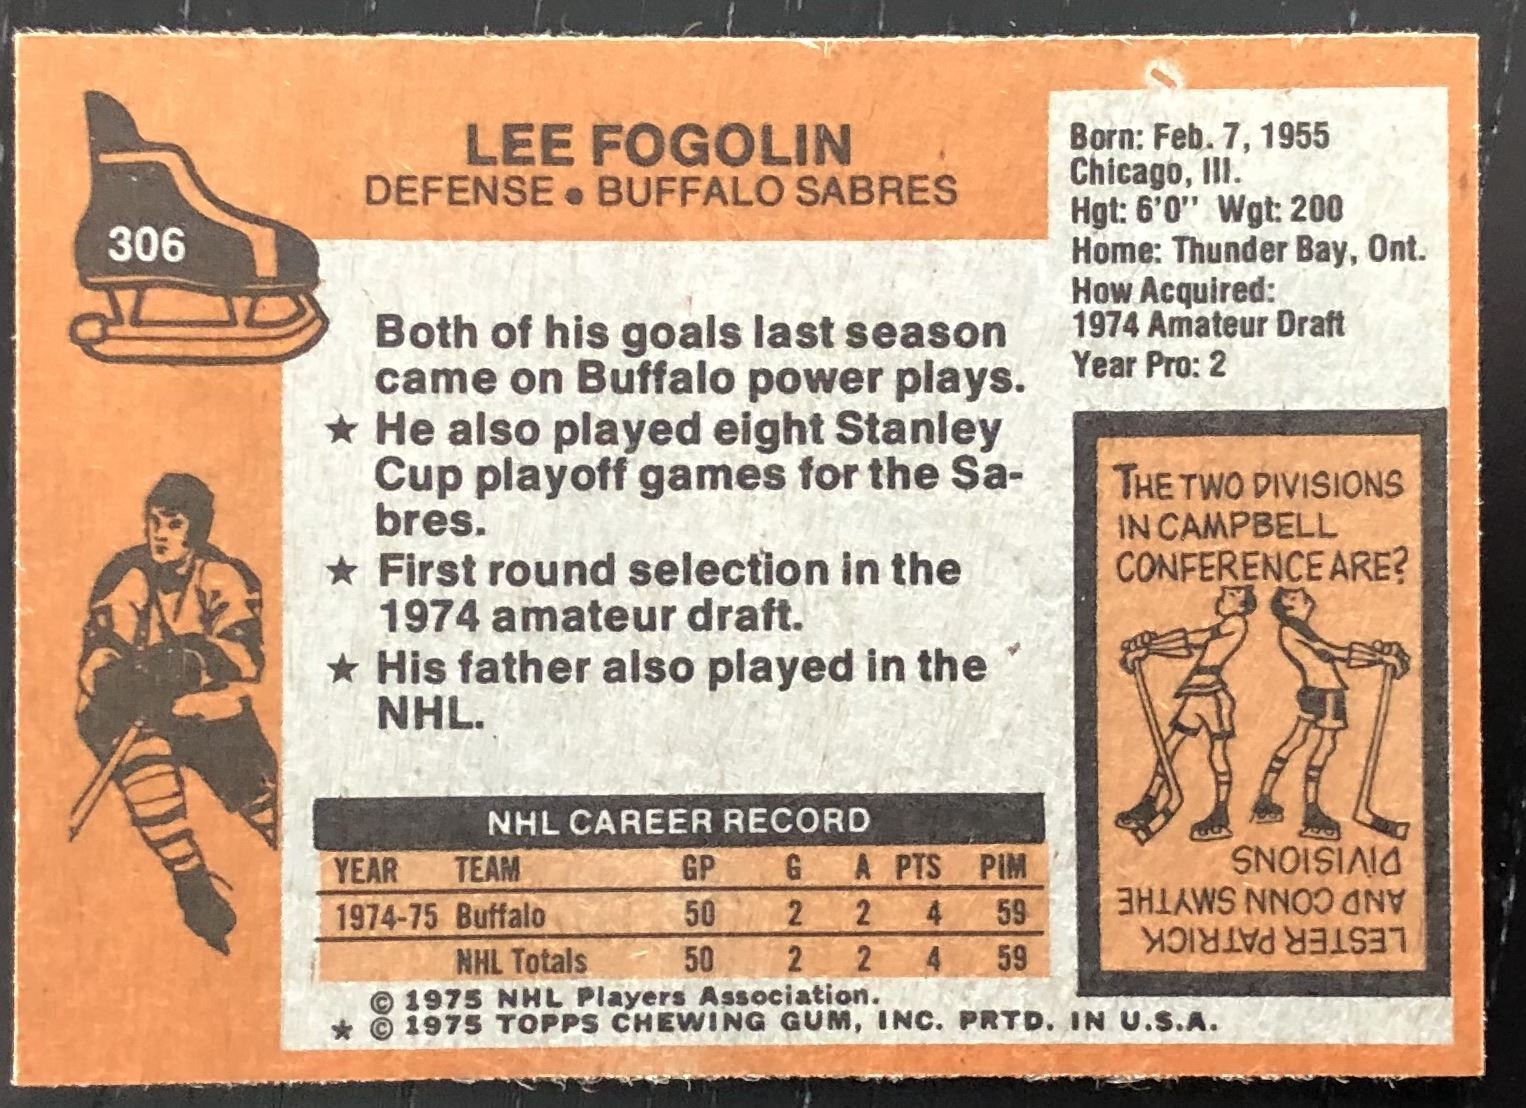 306
LEE FOGOLIN
DEFENSE • BUFFALO SABRES
Born: Feb. 7, 1955
Chicago, Ill.
Hgt: 6'0" Wgt: 200
Home: Thunder Bay, Ont.
How Acquired:
1974 Amateur Draft
Year Pro: 2
Both of his goals last season
came on Buffalo power plays.
★ He also played eight Stanley
Cup playoff games for the Sa-
bres.
★ First round selection in the
1974 amateur draft.
★ His father also played in the
NHL.
THE TWO DIVISIONS
IN CAMPBELL
CONFERENCE ARE?
LESTER PATRICK
AND CONN SMYTHE
DIVISIONS
NHL CAREER RECORD
YEAR TEAM GP G A PTS PIM
1974-75 Buffalo 50 2 2 4 59
NHL Totals 50 2 2 4 59
© 1975 NHL Players Association.
★ © 1975 TOPPS CHEWING GUM, INC. PRTD. IN U.S.A.